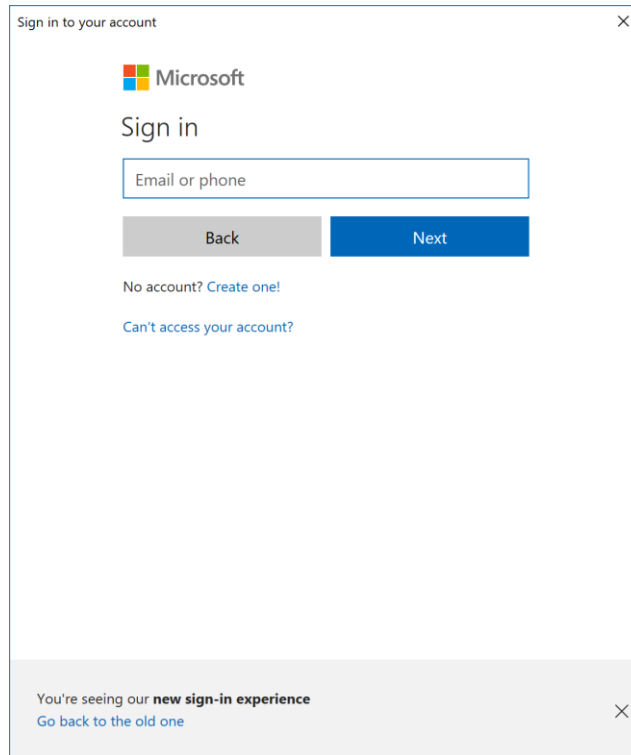 Sign in to your account
Microsoft
Sign in
Email or phone
Back Next
No account? Create one!
Can't access your account?
You're seeing our new sign-in experience
Go back to the old one